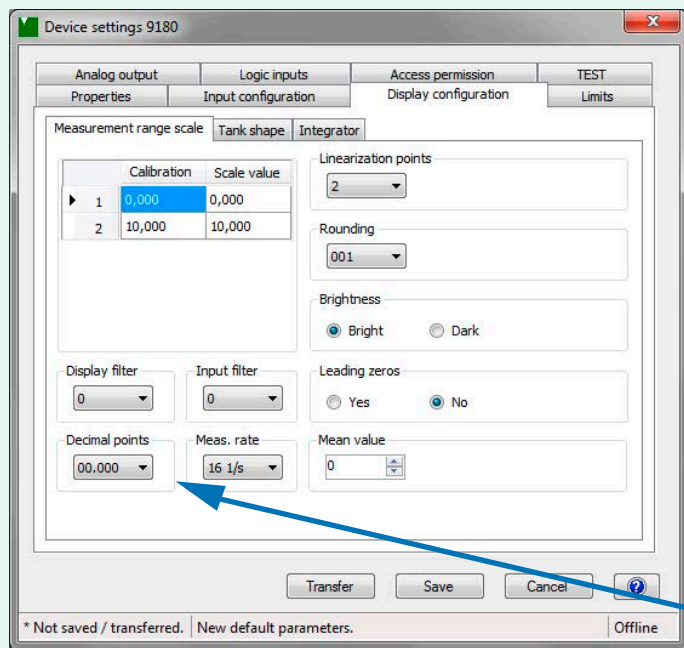 Device settings 9180
Analog output Logic inputs Access permission TEST
Properties Input configuration Display configuration Limits
Measurement range scale Tank shape Integrator
Calibration Scale value
1 0,000 0,000
2 10,000 10,000
Linearization points
2
Rounding
001
Brightness
Bright Dark
Display filter Input filter Leading zeros
0 0 Yes No
Decimal points Meas. rate Mean value
00.000 16 1/s 0
Transfer Save Cancel ?
* Not saved / transferred. New default parameters. Offline